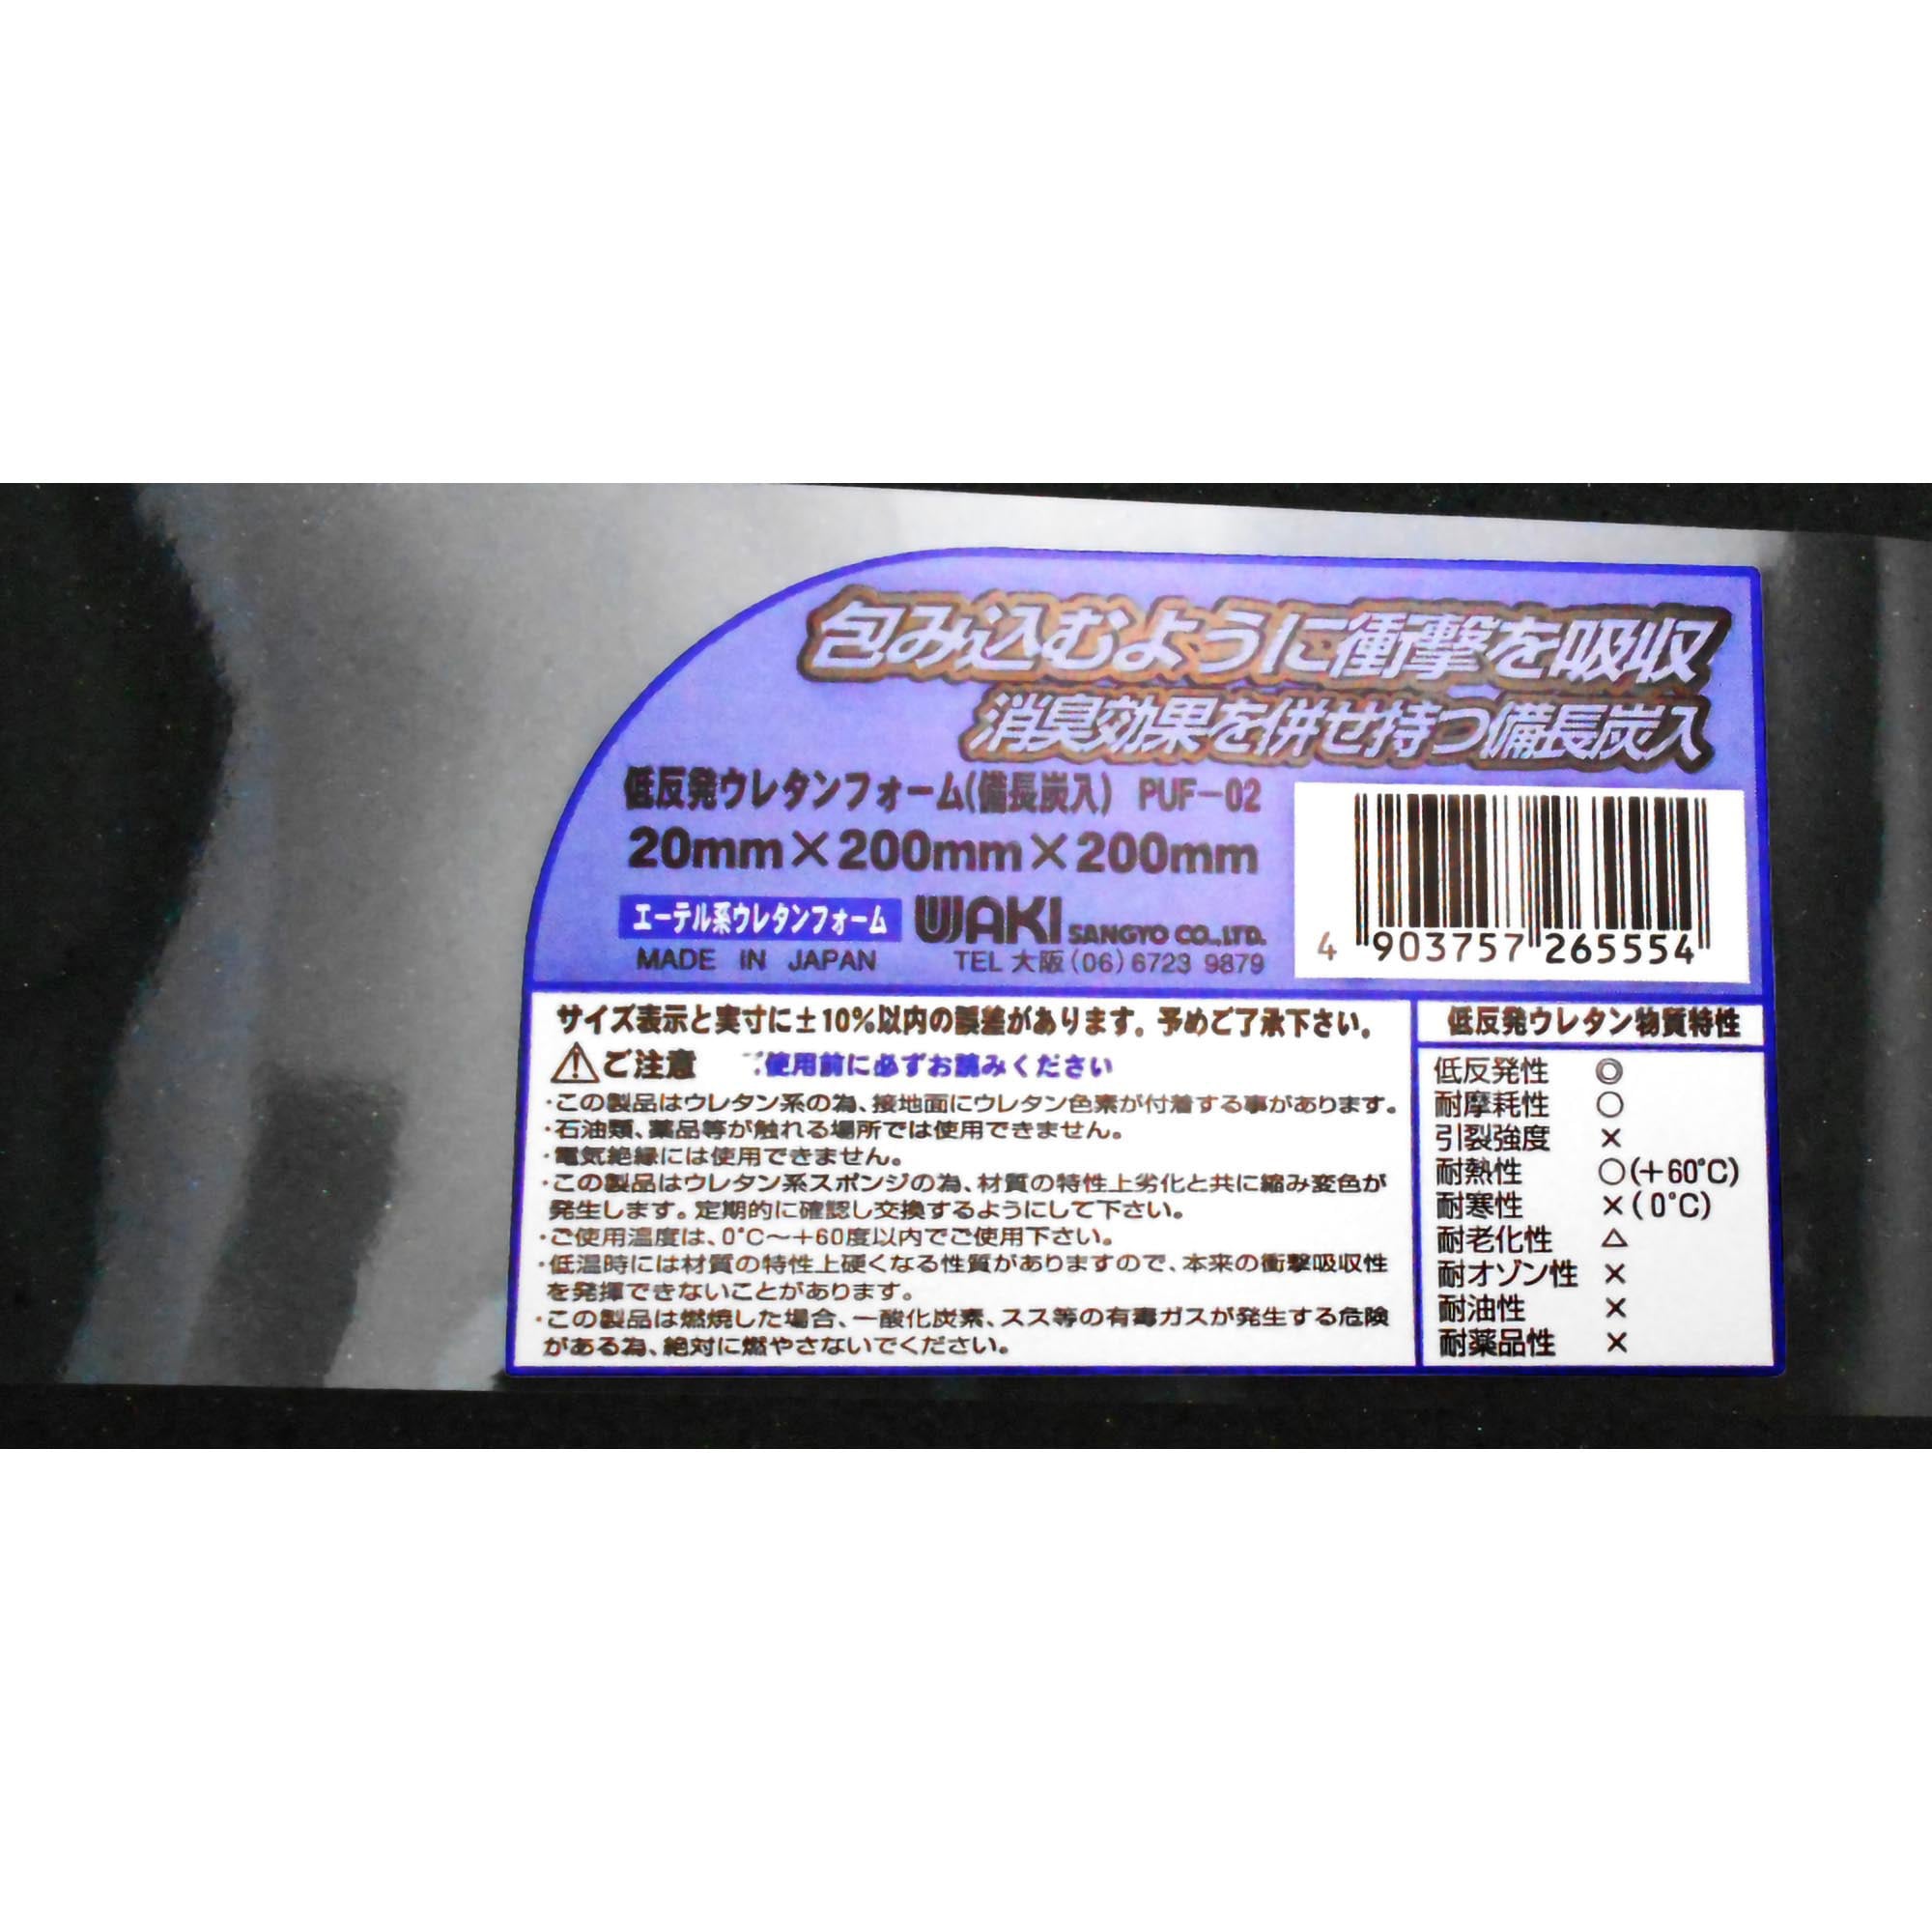 包み込むように衝撃を吸収
消臭効果を併せ持つ備長炭入
低反発ウレタンフォーム(備長炭入) PUF-02
20mm×200mm×200mm
エーテル系ウレタンフォーム WAKI SANGYO CO.,LTD.
MADE IN JAPAN TEL 大阪(06)6723 9879
4 903757 265554
サイズ表示と実寸に±10%以内の誤差があります。予めご了承下さい。
⚠ご注意 ご使用前に必ずお読みください
・この製品はウレタン系の為、接地面にウレタン色素が付着する事があります。
・石油類、薬品等が触れる場所では使用できません。
・電気絶縁には使用できません。
・この製品はウレタン系スポンジの為、材質の特性上劣化と共に縮み変色が
発生します。定期的に確認し交換するようにして下さい。
・ご使用温度は、0°C～+60度以内でご使用下さい。
・低温時には材質の特性上硬くなる性質がありますので、本来の衝撃吸収性
を発揮できないことがあります。
・この製品は燃焼した場合、一酸化炭素、スス等の有毒ガスが発生する危険
がある為、絶対に燃やさないでください。
低反発ウレタン物質特性
低反発性 ◎
耐摩耗性 ○
引裂強度 ×
耐熱性 ○(+60°C)
耐寒性 ×(0°C)
耐老化性 △
耐オゾン性 ×
耐油性 ×
耐薬品性 ×